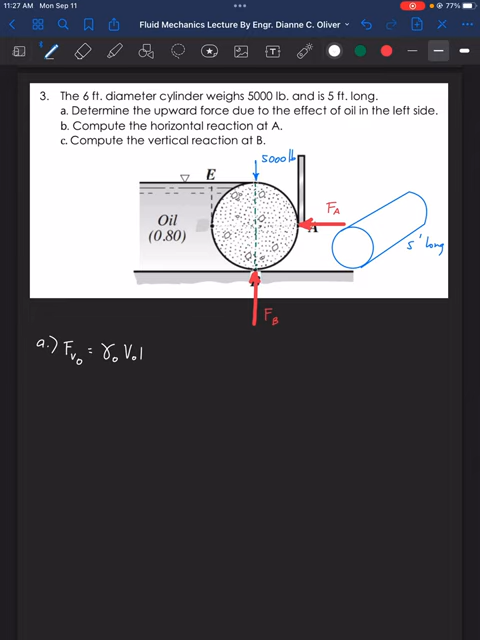 11:27 AM Mon Sep 11
77%
Fluid Mechanics Lecture By Engr. Dianne C. Oliver
3. The 6 ft. diameter cylinder weighs 5000 lb. and is 5 ft. long.
a. Determine the upward force due to the effect of oil in the left side.
b. Compute the horizontal reaction at A.
c. Compute the vertical reaction at B.
5000 lb
E
Oil
(0.80)
FA
A
5' long
FB
a.) Fv₀ = γ₀ V₀l